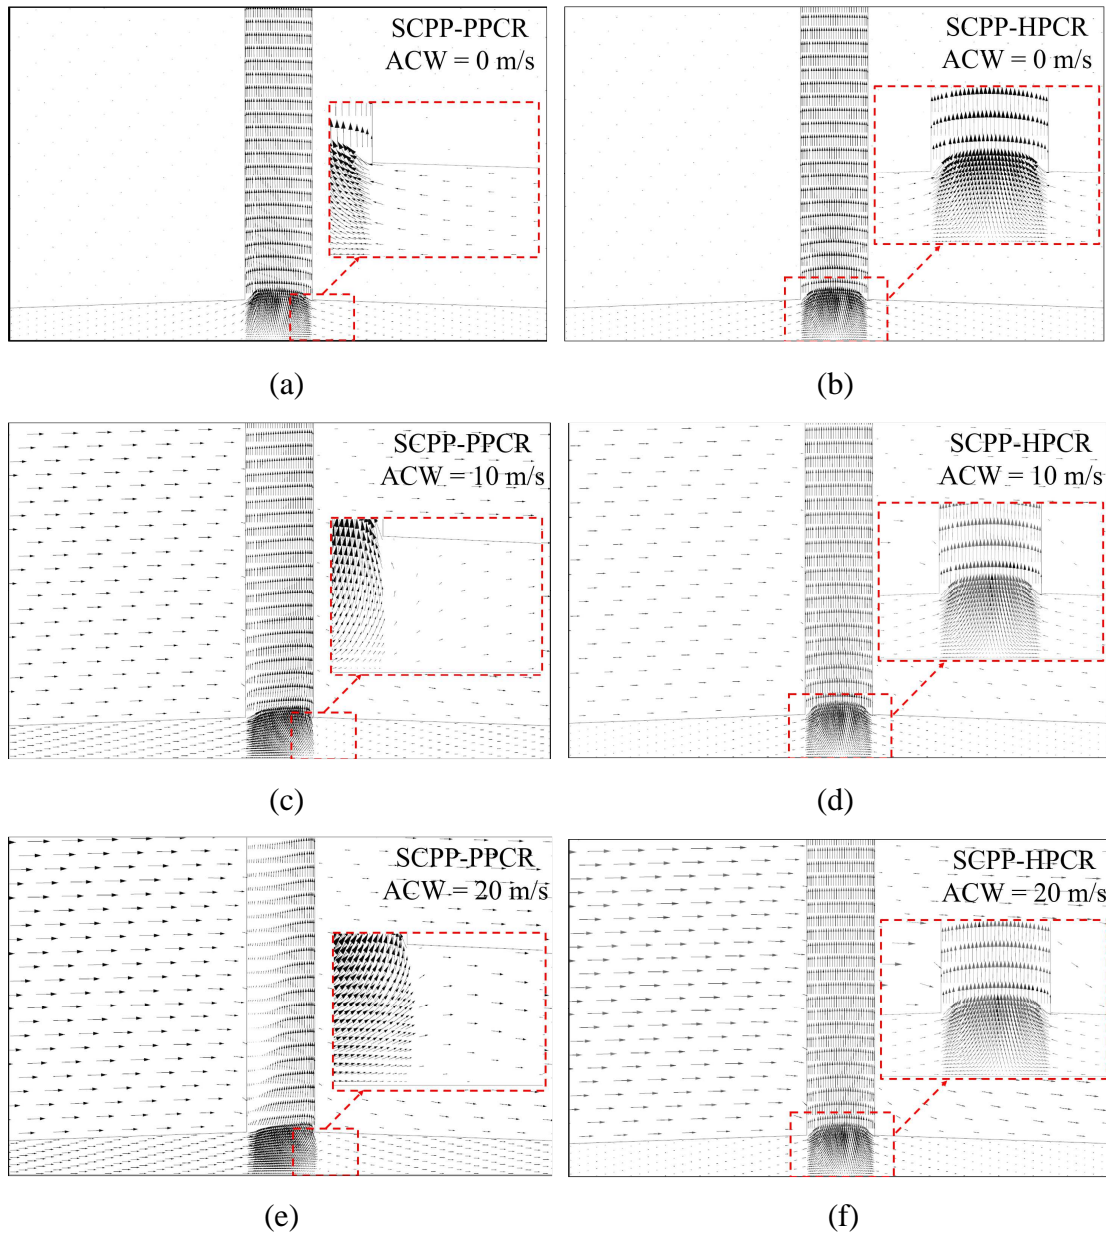 SCPP-PPCR
ACW = 0 m/s
(a)
SCPP-HPCR
ACW = 0 m/s
(b)
SCPP-PPCR
ACW = 10 m/s
(c)
SCPP-HPCR
ACW = 10 m/s
(d)
SCPP-PPCR
ACW = 20 m/s
(e)
SCPP-HPCR
ACW = 20 m/s
(f)